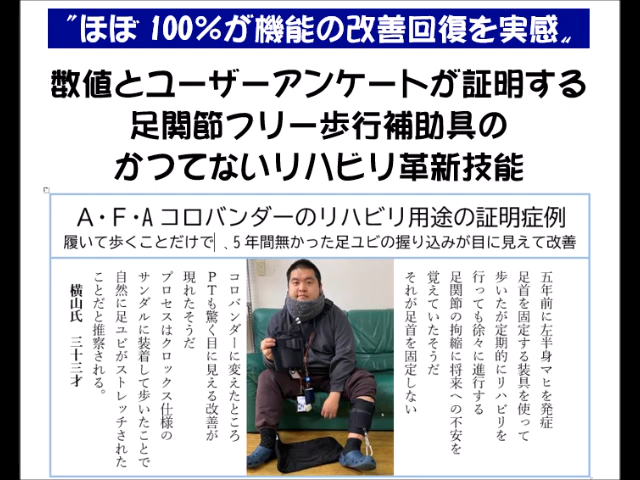 〝ほぼ100％が機能の改善回復を実感〟
数値とユーザーアンケートが証明する
足関節フリー歩行補助具の
かつてないリハビリ革新技能
A・F・Aコロバンダーのリハビリ用途の証明症例
履いて歩くことだけで、5年間無かった足ユビの握り込みが目に見えて改善
五年前に左半身マヒを発症
足首を固定する装具を使って
歩いたが定期的にリハビリを
行っても徐々に進行する
足関節の拘縮に将来への不安を
覚えていたそうだ
それが足首を固定しない
コロバンダーに変えたところ
PTも驚く目に見える改善が
現れたそうだ
プロセスはクロックス仕様の
サンダルに装着して歩いたことで
自然に足ユビがストレッチされた
ことだと推察される。
横山氏 三十三才